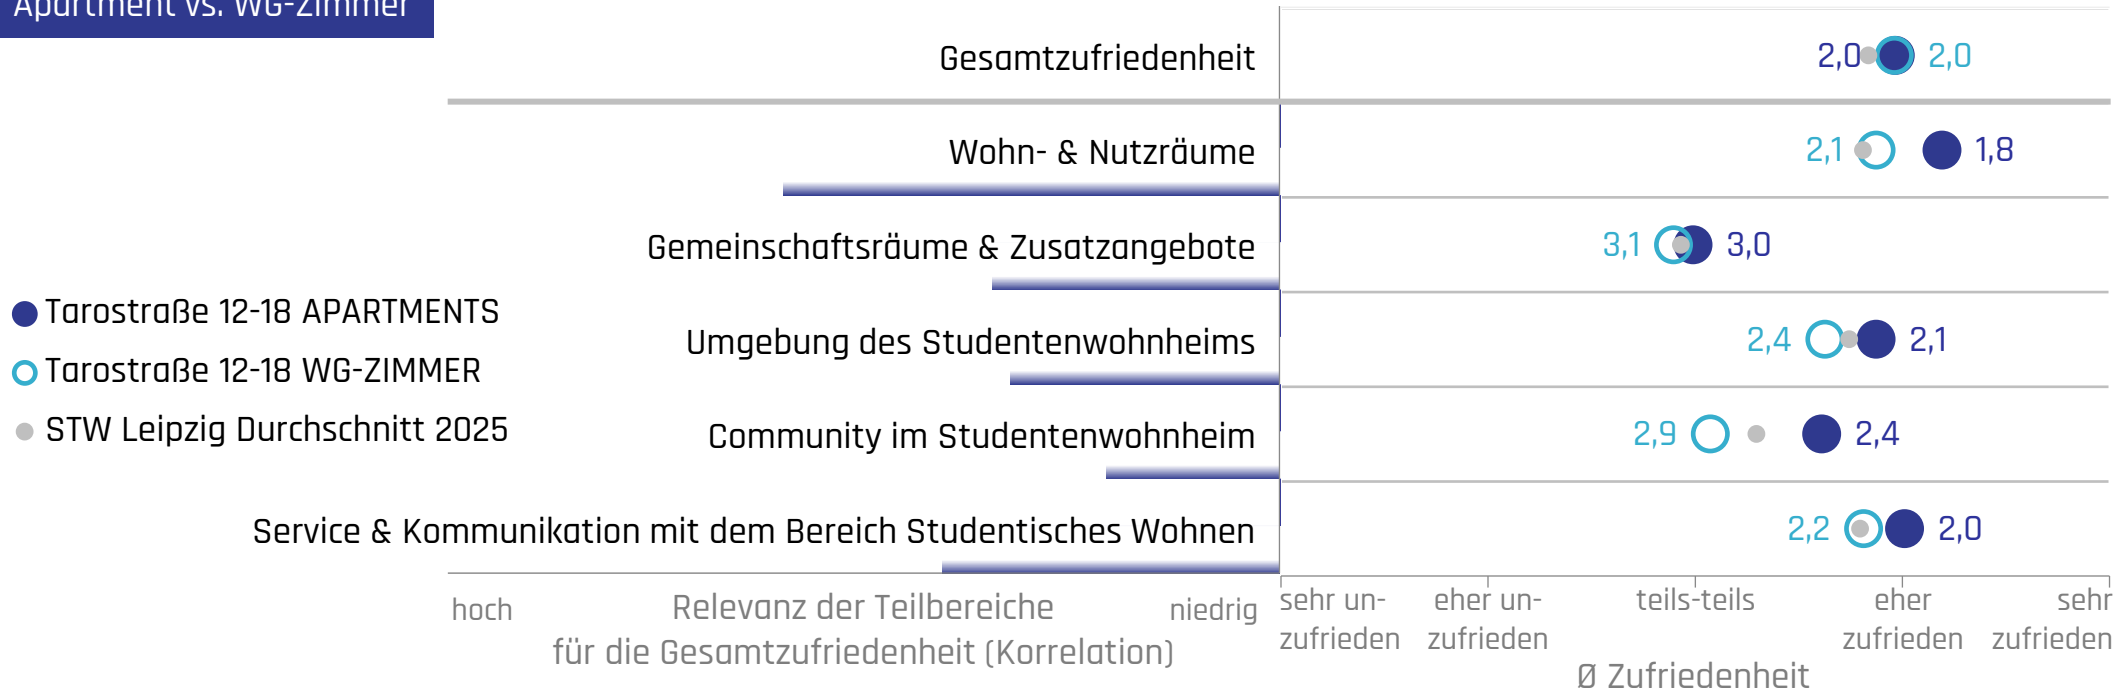 Apartment vs. WG-Zimmer
Gesamtzufriedenheit
2,0 2,0
Wohn- & Nutzräume
2,1 1,8
Gemeinschaftsräume & Zusatzangebote
3,1 3,0
Tarostraße 12-18 APARTMENTS
Tarostraße 12-18 WG-ZIMMER
STW Leipzig Durchschnitt 2025
Umgebung des Studentenwohnheims
2,4 2,1
Community im Studentenwohnheim
2,9 2,4
Service & Kommunikation mit dem Bereich Studentisches Wohnen
2,2 2,0
hoch
Relevanz der Teilbereiche
für die Gesamtzufriedenheit (Korrelation)
niedrig
sehr un-
zufrieden
eher un-
zufrieden
teils-teils
eher
zufrieden
sehr
zufrieden
Ø Zufriedenheit